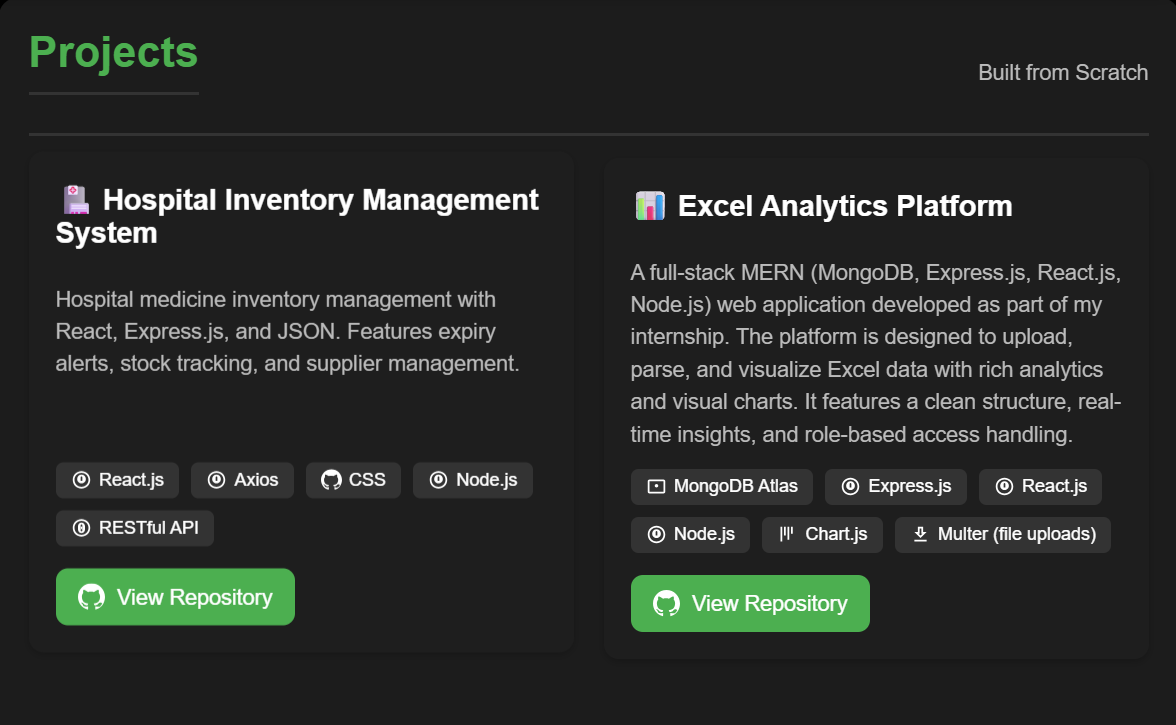 Projects
Built from Scratch
Hospital Inventory Management
System
Hospital medicine inventory management with
React, Express.js, and JSON. Features expiry
alerts, stock tracking, and supplier management.
React.js
Axios
CSS
Node.js
RESTful API
View Repository
Excel Analytics Platform
A full-stack MERN (MongoDB, Express.js, React.js,
Node.js) web application developed as part of my
internship. The platform is designed to upload,
parse, and visualize Excel data with rich analytics
and visual charts. It features a clean structure, real-
time insights, and role-based access handling.
MongoDB Atlas
Express.js
React.js
Node.js
Chart.js
Multer (file uploads)
View Repository